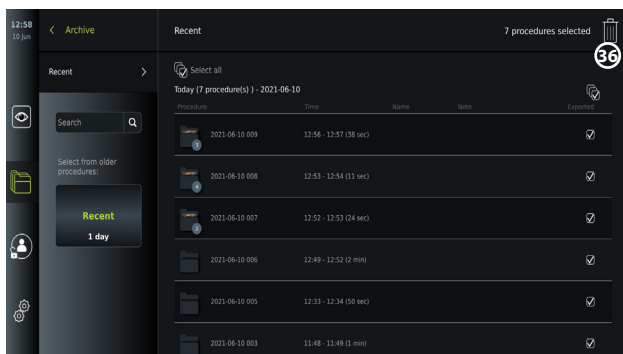 12:58
10 Jun
Archive
Recent
7 procedures selected
36
Recent
Select all
Today (7 procedure(s) ) - 2021-06-10
Procedure Time Name Note Exported
Search
Select from older
procedures:
Recent
1 day
3 2021-06-10 009 12:56 - 12:57 (38 sec)
4 2021-06-10 008 12:53 - 12:54 (11 sec)
2 2021-06-10 007 12:52 - 12:53 (24 sec)
2021-06-10 006 12:49 - 12:52 (2 min)
2021-06-10 005 12:33 - 12:34 (50 sec)
2021-06-10 003 11:48 - 11:49 (1 min)